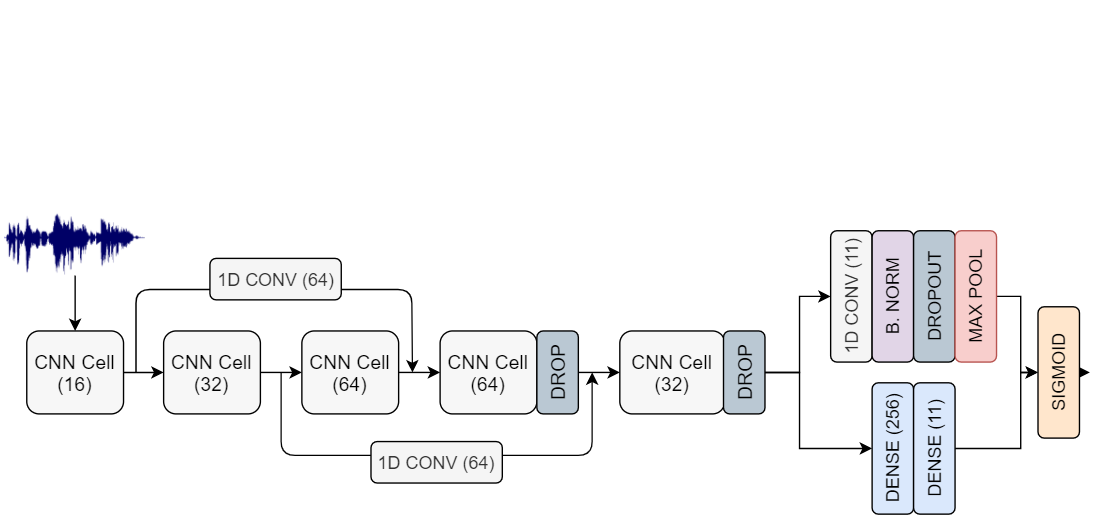 1D CONV (64)
CNN Cell
(16)
CNN Cell
(32)
CNN Cell
(64)
CNN Cell
(64)
DROP
CNN Cell
(32)
DROP
1D CONV (64)
1D CONV (11)
B. NORM
DROPOUT
MAX POOL
DENSE (256)
DENSE (11)
SIGMOID